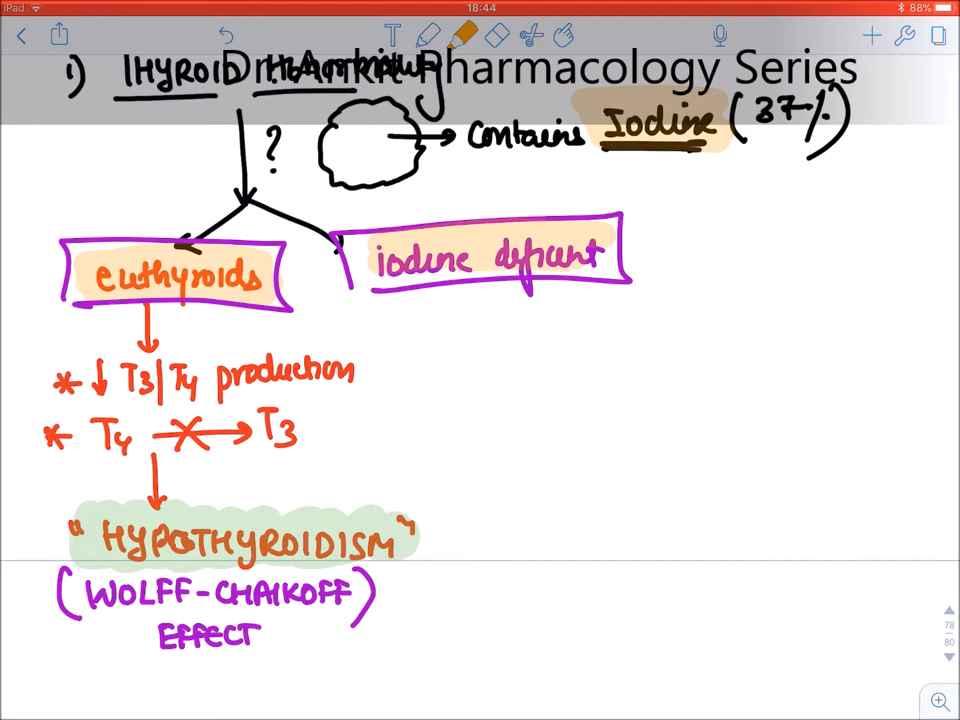 iPad 18:44 88%
Dr. Ankit Pharmacology Series
1) THYROID
? Contains Iodine (37%)
euthyroids iodine deficient
* ↓ T3/T4 production
* T4 → T3
"HYPOTHYROIDISM"
(WOLFF-CHAIKOFF)
EFFECT
78
80